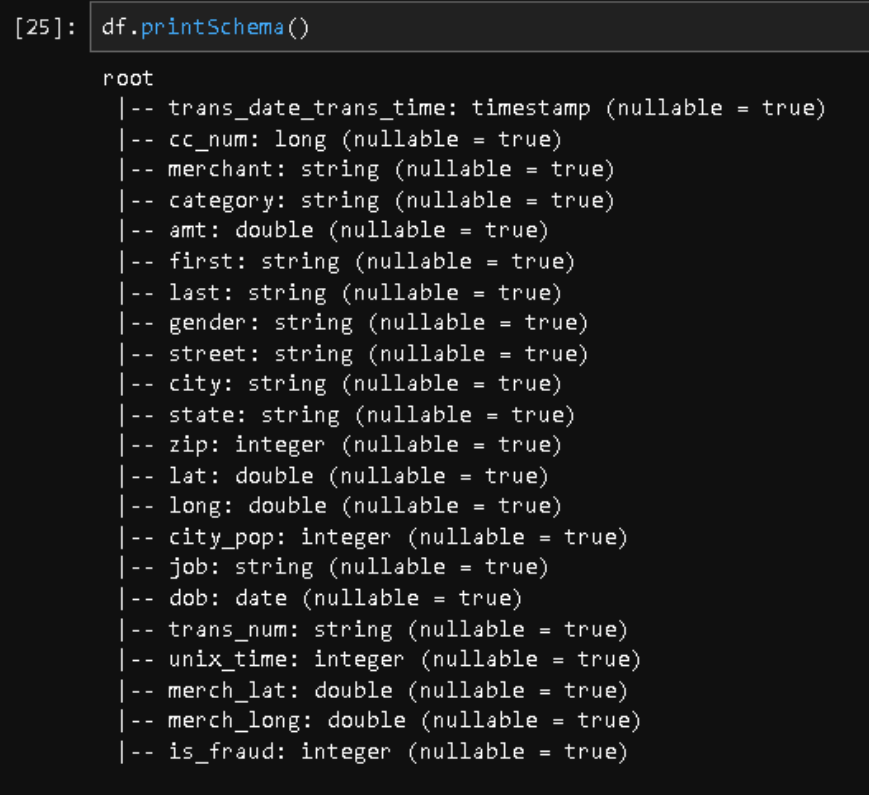 [25]: df.printSchema()
root
 |-- trans_date_trans_time: timestamp (nullable = true)
 |-- cc_num: long (nullable = true)
 |-- merchant: string (nullable = true)
 |-- category: string (nullable = true)
 |-- amt: double (nullable = true)
 |-- first: string (nullable = true)
 |-- last: string (nullable = true)
 |-- gender: string (nullable = true)
 |-- street: string (nullable = true)
 |-- city: string (nullable = true)
 |-- state: string (nullable = true)
 |-- zip: integer (nullable = true)
 |-- lat: double (nullable = true)
 |-- long: double (nullable = true)
 |-- city_pop: integer (nullable = true)
 |-- job: string (nullable = true)
 |-- dob: date (nullable = true)
 |-- trans_num: string (nullable = true)
 |-- unix_time: integer (nullable = true)
 |-- merch_lat: double (nullable = true)
 |-- merch_long: double (nullable = true)
 |-- is_fraud: integer (nullable = true)